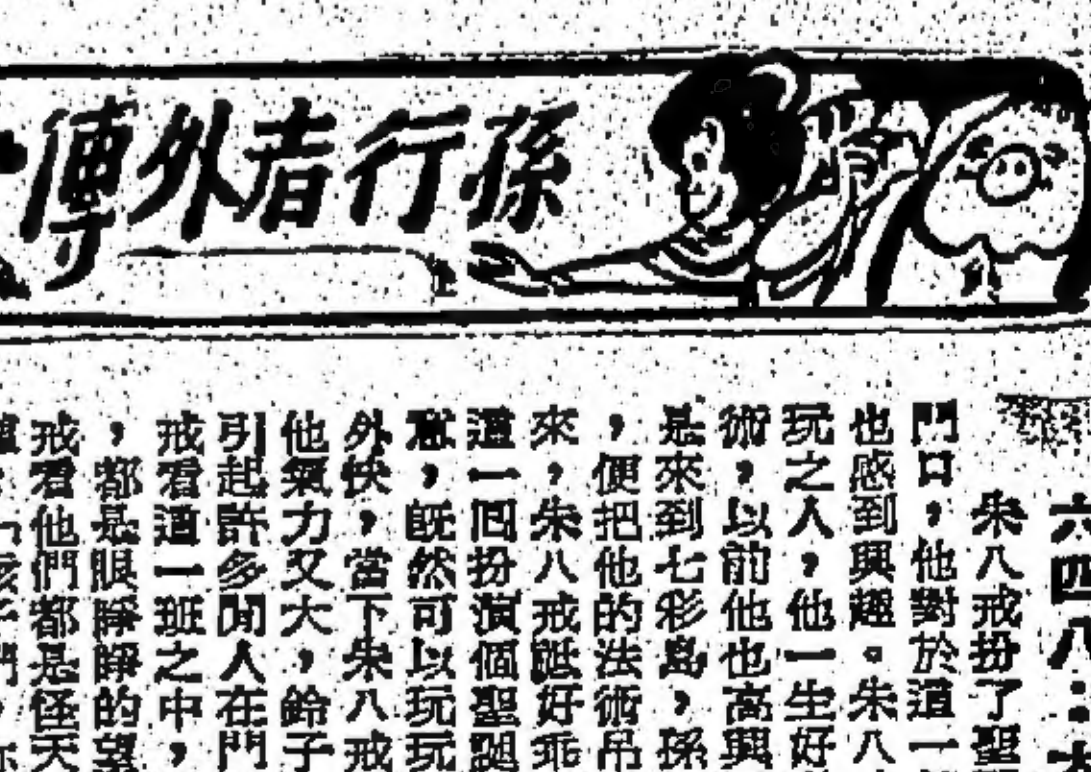 孫行者外傳
六四八
朱八戒扮了聖
門口，他對於這一
也感到興趣。朱八
玩之人，他一生好
術，以前他也高興
是來到七彩島，孫
，便把他的法術吊
來，朱八戒誰好乖
這一回扮演個聖誕
意，既然可以玩玩
外快，當下朱八戒
他氣力又大，鈴子
引起許多閒人在門
戒看這一班之中，
，都是眼睜睜的望
戒看他們都是怪天